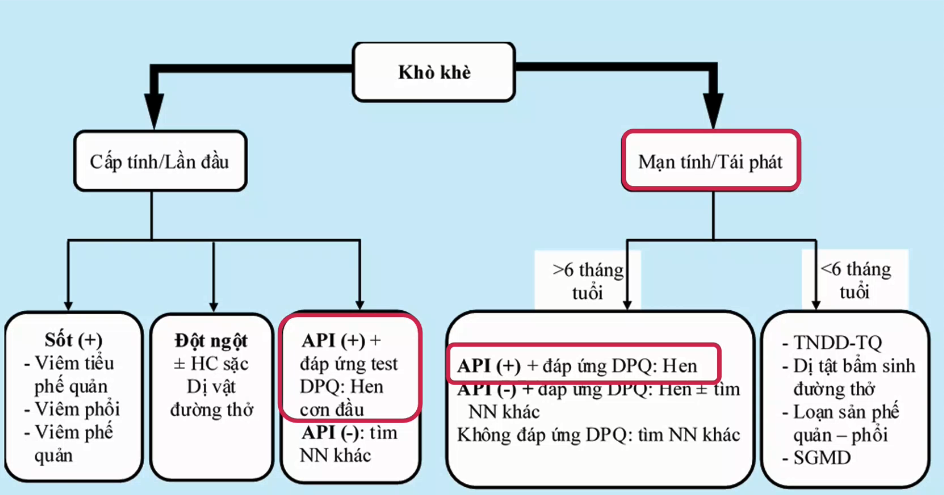 Khò khè
Cấp tính/Lần đầu
Mạn tính/Tái phát
>6 tháng
tuổi
<6 tháng
tuổi
Sốt (+)
- Viêm tiểu
phế quản
- Viêm phổi
- Viêm phế
quản
Đột ngột
± HC sặc
Dị vật
đường thở
API (+) +
đáp ứng test
DPQ: Hen
cơn đầu
API (-): tìm
NN khác
API (+) + đáp ứng DPQ: Hen
API (-) + đáp ứng DPQ: Hen ± tìm
NN khác
Không đáp ứng DPQ: tìm NN khác
- TNDD-TQ
- Dị tật bẩm sinh
đường thở
- Loạn sản phế
quản – phổi
- SGMD